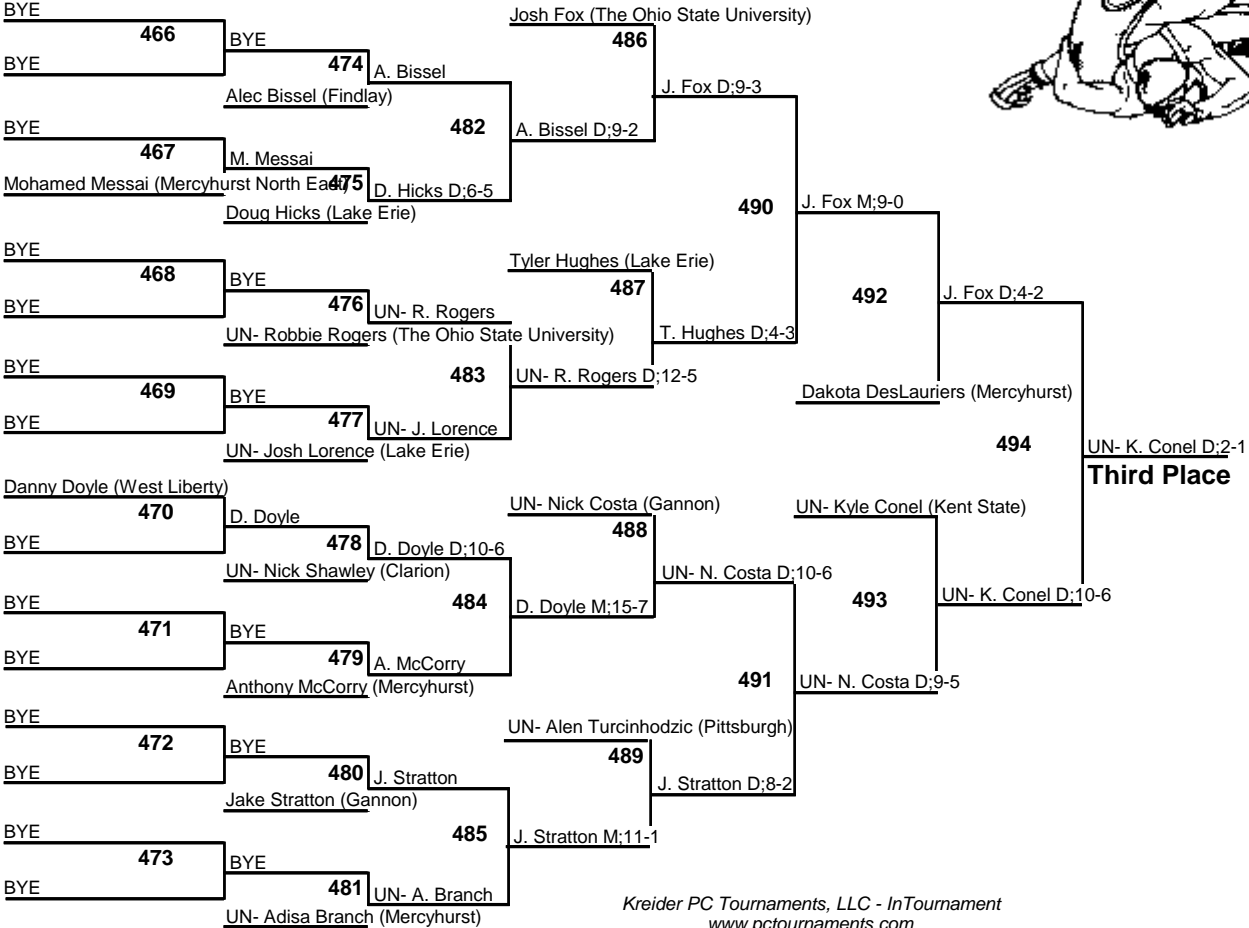 BYE
466
BYE
BYE
474
A. Bissel
Alec Bissel (Findlay)
BYE
467
M. Messai
Mohamed Messai (Mercyhurst North East)
475
D. Hicks D;6-5
Doug Hicks (Lake Erie)
482
A. Bissel D;9-2
Josh Fox (The Ohio State University)
486
J. Fox D;9-3
BYE
468
BYE
BYE
476
UN- R. Rogers
UN- Robbie Rogers (The Ohio State University)
BYE
469
BYE
BYE
477
UN- J. Lorence
UN- Josh Lorence (Lake Erie)
483
UN- R. Rogers D;12-5
Tyler Hughes (Lake Erie)
487
T. Hughes D;4-3
490
J. Fox M;9-0
492
J. Fox D;4-2
Dakota DesLauriers (Mercyhurst)
Danny Doyle (West Liberty)
470
D. Doyle
BYE
478
D. Doyle D;10-6
UN- Nick Shawley (Clarion)
BYE
471
BYE
BYE
479
A. McCorry
Anthony McCorry (Mercyhurst)
484
D. Doyle M;15-7
UN- Nick Costa (Gannon)
488
UN- N. Costa D;10-6
BYE
472
BYE
BYE
480
J. Stratton
Jake Stratton (Gannon)
BYE
473
BYE
BYE
481
UN- A. Branch
UN- Adisa Branch (Mercyhurst)
485
J. Stratton M;11-1
UN- Alen Turcinhodzic (Pittsburgh)
489
J. Stratton D;8-2
491
UN- N. Costa D;9-5
UN- Kyle Conel (Kent State)
493
UN- K. Conel D;10-6
494
UN- K. Conel D;2-1
Third Place
Kreider PC Tournaments, LLC - InTournament
www.pctournaments.com